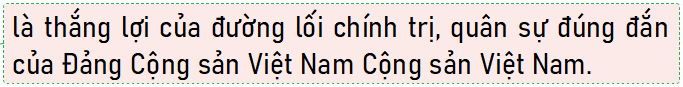 là thắng lợi của đường lối chính trị, quân sự đúng đắn
của Đảng Cộng sản Việt Nam Cộng sản Việt Nam.